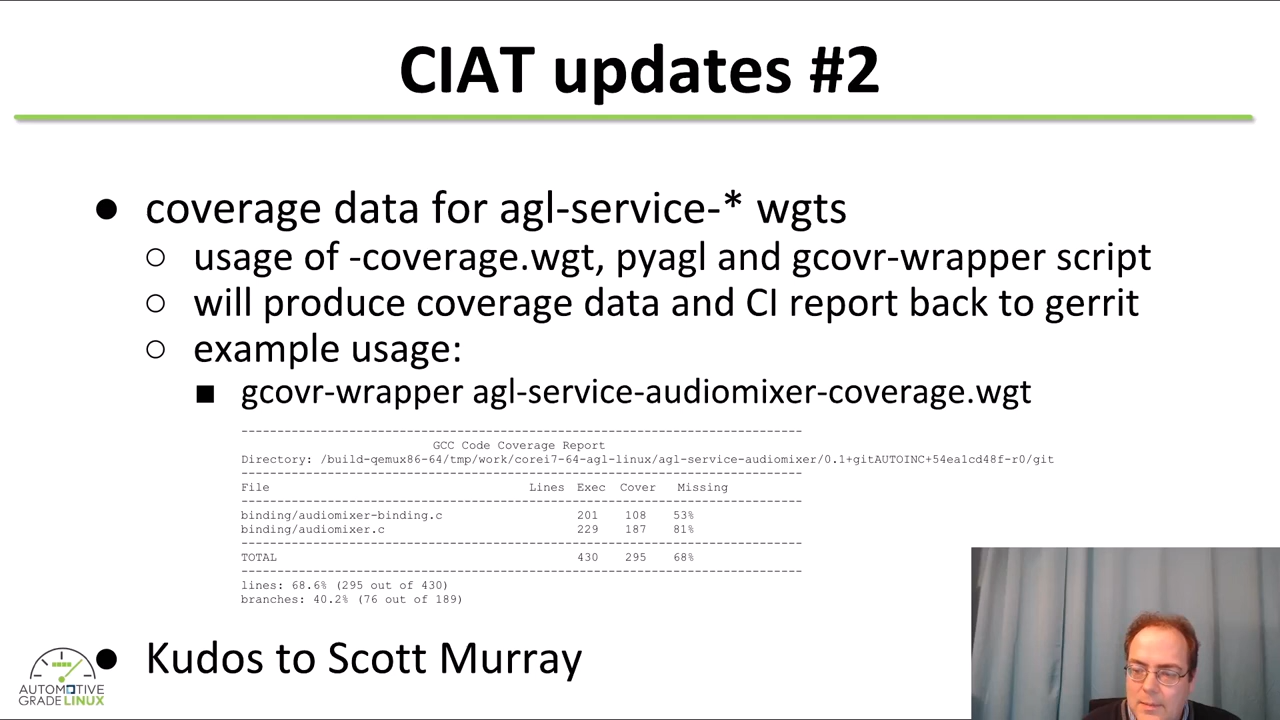 CIAT updates #2
● coverage data for agl-service-* wgts
○ usage of -coverage.wgt, pyagl and gcovr-wrapper script
○ will produce coverage data and CI report back to gerrit
○ example usage:
■ gcovr-wrapper agl-service-audiomixer-coverage.wgt
------------------------------------------------------------------------------
GCC Code Coverage Report
Directory: /build-qemux86-64/tmp/work/corei7-64-agl-linux/agl-service-audiomixer/0.1+gitAUTOINC+54ea1cd48f-r0/git
------------------------------------------------------------------------------
File Lines Exec Cover Missing
------------------------------------------------------------------------------
binding/audiomixer-binding.c 201 108 53%
binding/audiomixer.c 229 187 81%
------------------------------------------------------------------------------
TOTAL 430 295 68%
------------------------------------------------------------------------------
lines: 68.6% (295 out of 430)
branches: 40.2% (76 out of 189)
● Kudos to Scott Murray
AUTOMOTIVE
GRADE LINUX